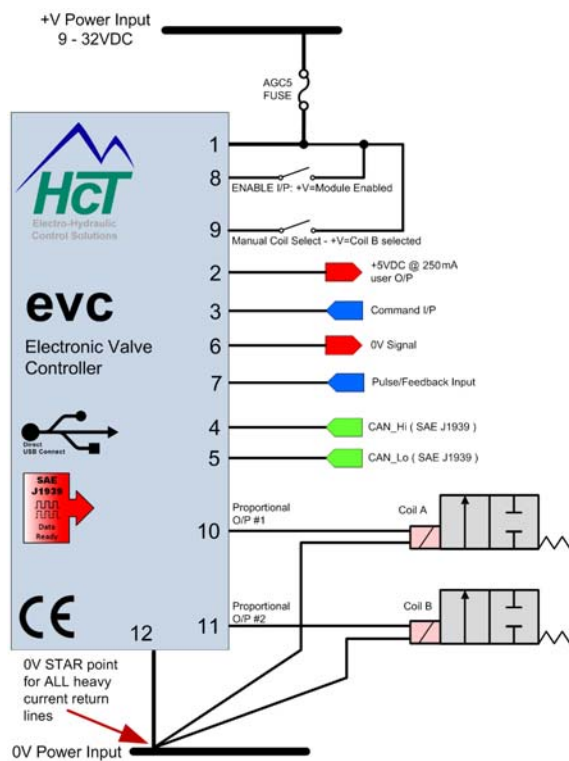 +V Power Input
9 - 32VDC
AGC5
FUSE
HCT
Electro-Hydraulic
Control Solutions
1
8
ENABLE I/P: +V=Module Enabled
9
Manual Coil Select - +V=Coil B selected
evc
Electronic Valve
Controller
2
+5VDC @ 250mA
user O/P
3
Command I/P
6
0V Signal
7
Pulse/Feedback Input
Direct
USB Connect
4
CAN_Hi ( SAE J1939 )
5
CAN_Lo ( SAE J1939 )
SAE
J1939
Data
Ready
10
Proportional
O/P #1
Coil A
CE
11
Proportional
O/P #2
Coil B
12
0V STAR point
for ALL heavy
current return
lines
0V Power Input